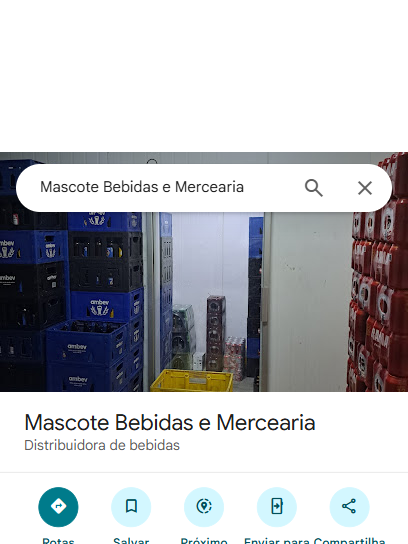 Mascote Bebidas e Mercearia
ambev
ambev
ambev
ambev
ambev
Mascote Bebidas e Mercearia
Distribuidora de bebidas
Rotas
Salvar
Próximo
Enviar para
Compartilhar